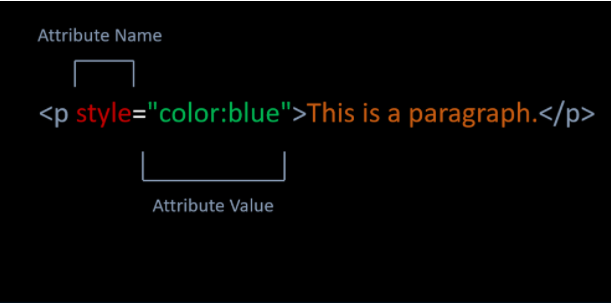 Attribute Name
<p style="color:blue">This is a paragraph.</p>
Attribute Value